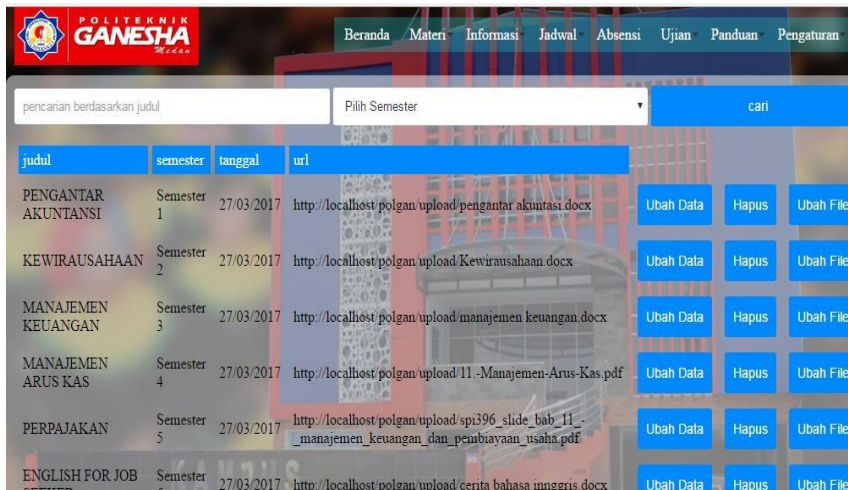 POLITEKNIK
GANESHA
Medan
Beranda Materi Informasi Jadwal Absensi Ujian Panduan Pengaturan
pencarian berdasarkan judul Pilih Semester cari
judul semester tanggal url
PENGANTAR AKUNTANSI Semester 1 27/03/2017 http://localhost/polgan/upload/pengantar akuntasi.docx Ubah Data Hapus Ubah File
KEWIRAUSAHAAN Semester 2 27/03/2017 http://localhost/polgan/upload/Kewirausahaan.docx Ubah Data Hapus Ubah File
MANAJEMEN KEUANGAN Semester 3 27/03/2017 http://localhost/polgan/upload/manajemen keuangan.docx Ubah Data Hapus Ubah File
MANAJEMEN ARUS KAS Semester 4 27/03/2017 http://localhost/polgan/upload/11.-Manajemen-Arus-Kas.pdf Ubah Data Hapus Ubah File
PERPAJAKAN Semester 5 27/03/2017 http://localhost/polgan/upload/spi396_slide_bab_11_-_manajemen_keuangan_dan_pembiayaan_usaha.pdf Ubah Data Hapus Ubah File
ENGLISH FOR JOB Semester 27/03/2017 http://localhost/polgan/upload/cerita bahasa innggris.docx Ubah Data Hapus Ubah File
KAMPUS